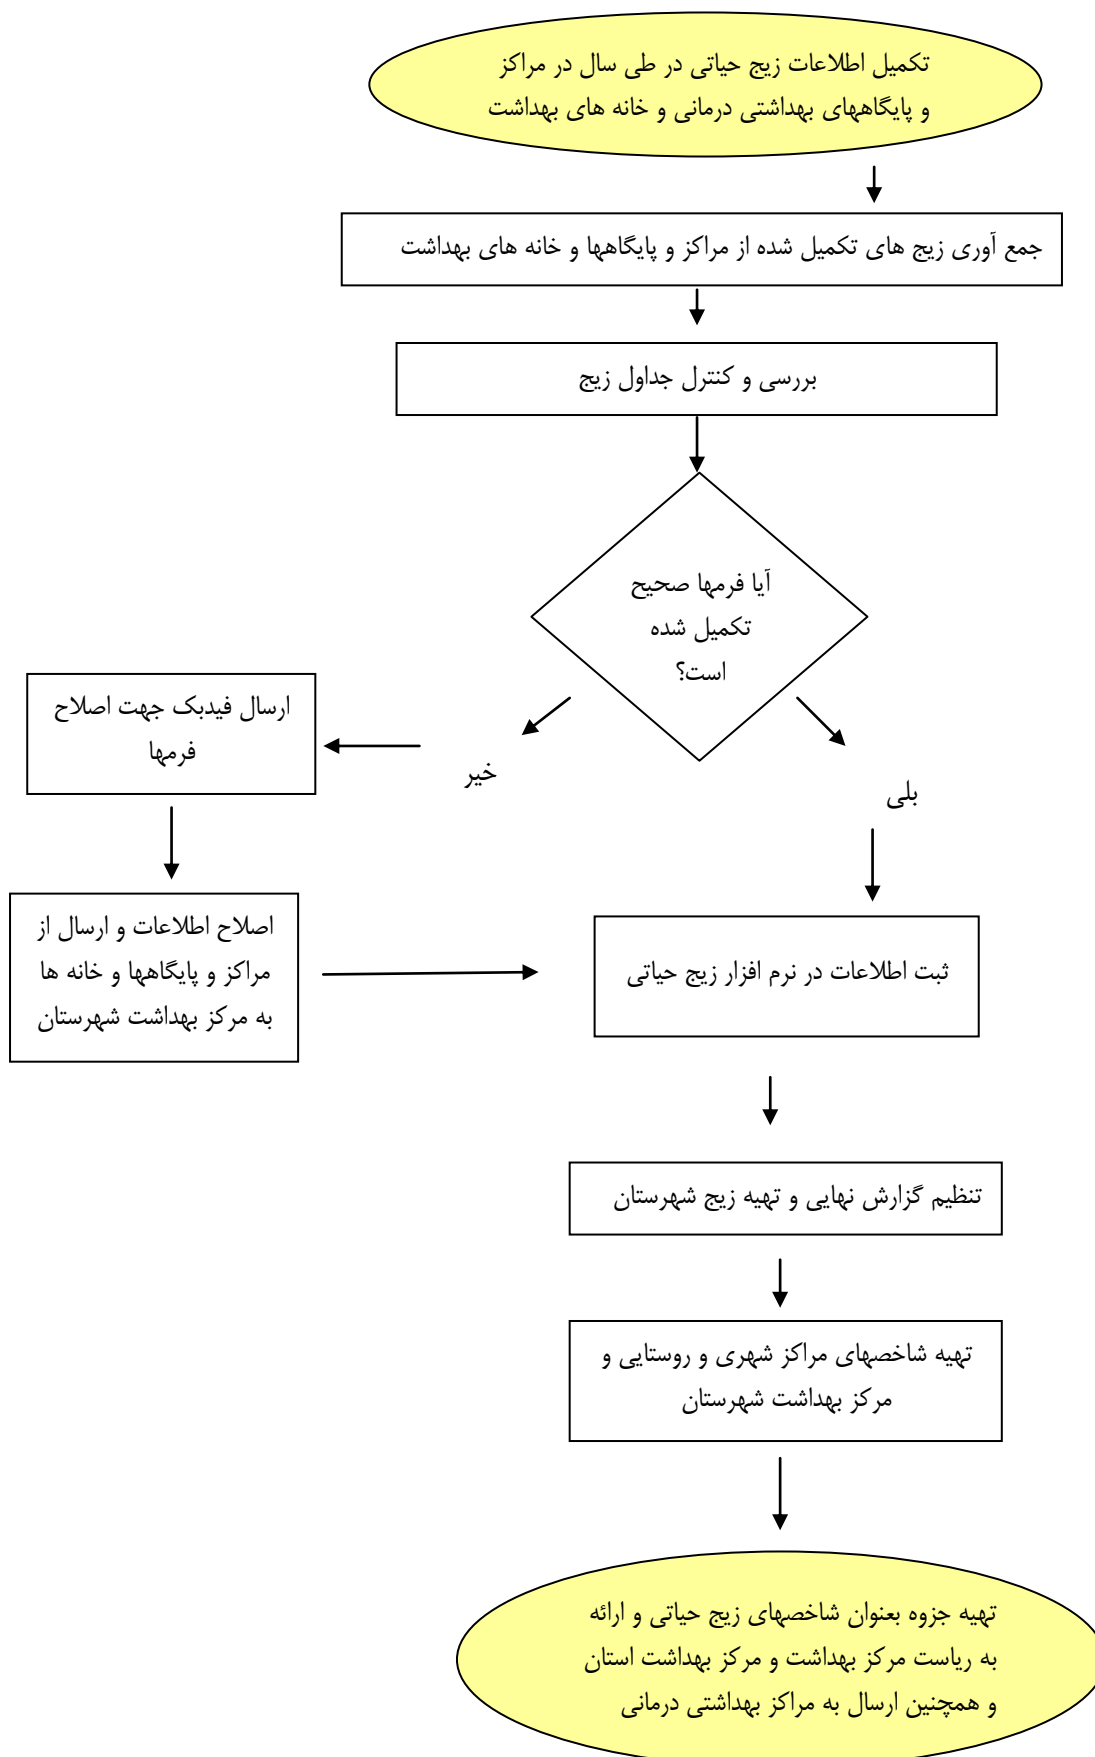 تکمیل اطلاعات زیج حیاتی در طی سال در مراکز
و پایگاههای بهداشتی درمانی و خانه های بهداشت
جمع آوری زیج های تکمیل شده از مراکز و پایگاهها و خانه های بهداشت
بررسی و کنترل جداول زیج
آیا فرمها صحیح
تکمیل شده
است؟
خیر
بلی
ارسال فیدبک جهت اصلاح
فرمها
اصلاح اطلاعات و ارسال از
مراکز و پایگاهها و خانه ها
به مرکز بهداشت شهرستان
ثبت اطلاعات در نرم افزار زیج حیاتی
تنظیم گزارش نهایی و تهیه زیج شهرستان
تهیه شاخصهای مراکز شهری و روستایی و
مرکز بهداشت شهرستان
تهیه جزوه بعنوان شاخصهای زیج حیاتی و ارائه
به ریاست مرکز بهداشت و مرکز بهداشت استان
و همچنین ارسال به مراکز بهداشتی درمانی